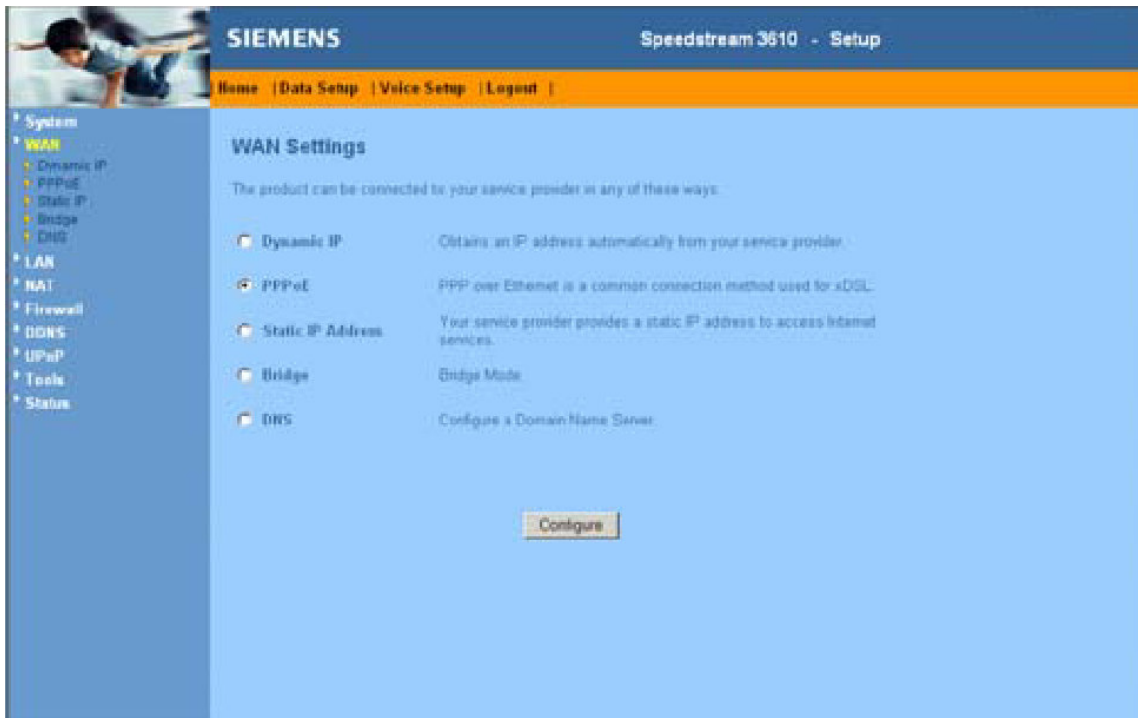 SIEMENS
Speedstream 3610 - Setup
| Home | Data Setup | Voice Setup | Logout |
System
WAN
Dynamic IP
PPPoE
Static IP
Bridge
DNS
LAN
NAT
Firewall
DDNS
UPnP
Tools
Status
WAN Settings
The product can be connected to your service provider in any of these ways:
Dynamic IP Obtains an IP address automatically from your service provider.
PPPoE PPP over Ethernet is a common connection method used for xDSL.
Static IP Address Your service provider provides a static IP address to access Internet
services.
Bridge Bridge Mode.
DNS Configure a Domain Name Server.
Configure